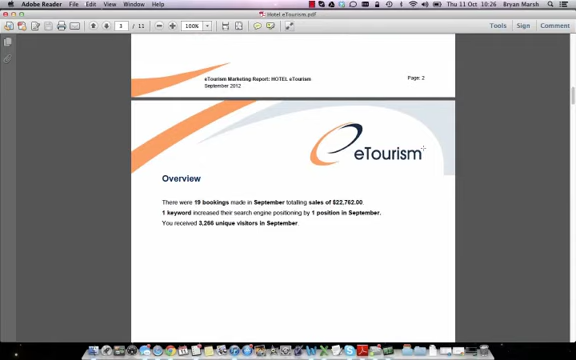 Adobe Reader File Edit View Window Help Thu 11 Oct 10:26 Bryan Marsh
Hotel eTourism.pdf
3 / 11 100% Tools Sign Comment
eTourism Marketing Report: HOTEL eTourism Page: 2
September 2012
eTourism
Overview
There were 19 bookings made in September totalling sales of $22,762.00.
1 keyword increased their search engine positioning by 1 position in September.
You received 3,266 unique visitors in September.